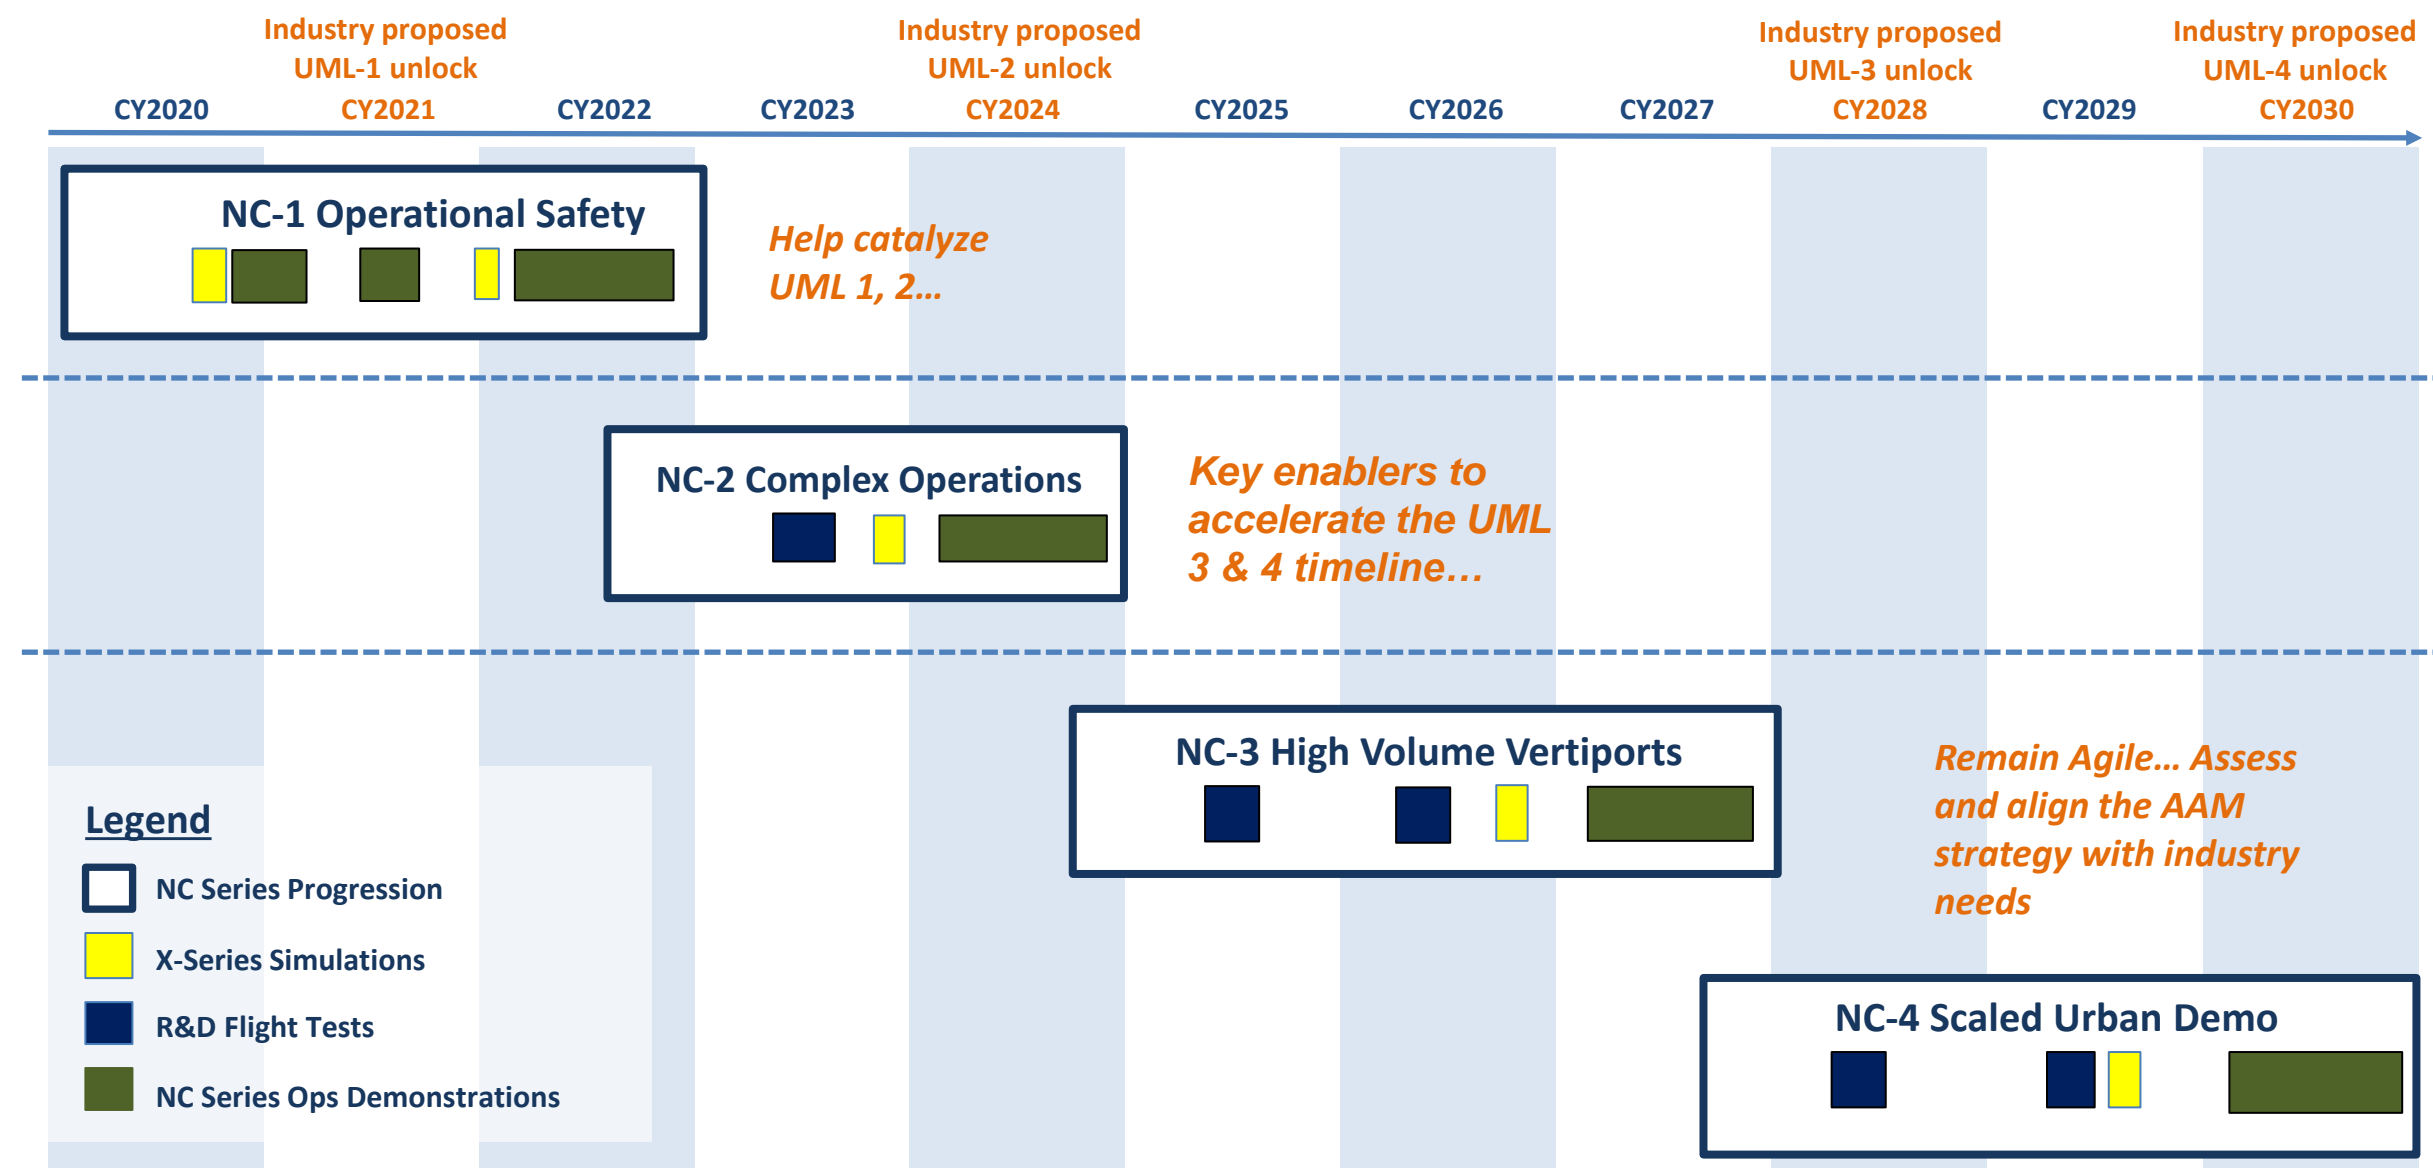 Industry proposed
UML-1 unlock
Industry proposed
UML-2 unlock
Industry proposed
UML-3 unlock
Industry proposed
UML-4 unlock
CY2020 CY2021 CY2022 CY2023 CY2024 CY2025 CY2026 CY2027 CY2028 CY2029 CY2030
NC-1 Operational Safety
Help catalyze
UML 1, 2…
NC-2 Complex Operations
Key enablers to
accelerate the UML
3 & 4 timeline…
NC-3 High Volume Vertiports
Remain Agile… Assess
and align the AAM
strategy with industry
needs
NC-4 Scaled Urban Demo
Legend
NC Series Progression
X-Series Simulations
R&D Flight Tests
NC Series Ops Demonstrations